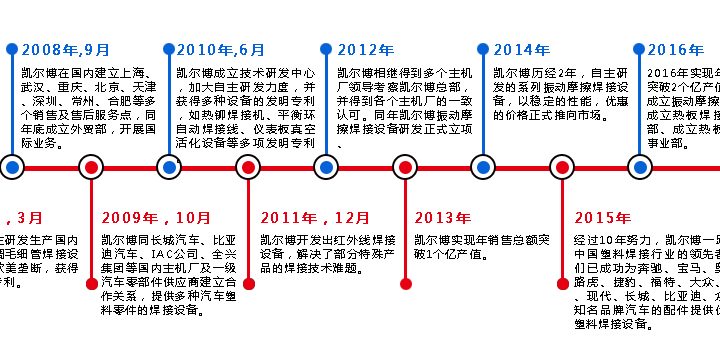 2008年,9月
凯尔博在国内建立上海、
武汉、重庆、北京、天津
、深圳、常州、合肥等多
个销售及售后服务点，同
年底成立外贸部，开展国
际业务。
2010年,6月
凯尔博成立技术研发中心
，加大自主研发力度，并
获得多种设备的发明专利
，如热铆焊接机、平衡环
自动焊接线、仪表板真空
活化设备等多项发明专利
2012年
凯尔博相继得到多个主机
厂领导考察凯尔博总部，
并得到各个主机厂的一致
认可。同年凯尔博振动摩
擦焊接设备研发正式立项
、
2014年
凯尔博历经2年，自主研
发的系列振动摩擦焊接设
备，以稳定的性能，优惠
的价格正式推向市场。
2016年
2016年实现年
突破2个亿产值
成立振动摩擦
成立热板焊接
部、成立热板
事业部。
，3月
研发生产国内
毛细管焊接设
欧美垄断，获得
利。
2009年，10月
凯尔博同长城汽车、比亚
迪汽车、IAC公司、全兴
集团等国内主机厂及一级
汽车零部件供应商建立合
作关系，提供多种汽车塑
料零件的焊接设备。
2011年，12月
凯尔博开发出红外线焊接
设备，解决了部分特殊产
品的焊接技术难题。
2013年
凯尔博实现年销售总额突
破1个亿产值。
2015年
经过10年努力，凯尔博一
中国塑料焊接行业的领先
们已成功为奔驰、宝马、
路虎、捷豹、福特、大众、
、现代、长城、比亚迪、
知名品牌汽车的配件提供
塑料焊接设备。